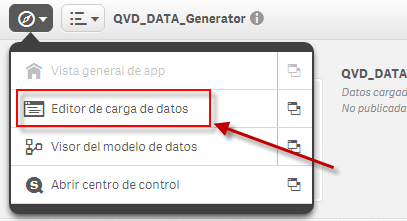 QVD_DATA_Generator
Vista general de app
Editor de carga de datos
Visor del modelo de datos
Abrir centro de control
QVD_DATA
Datos cargad
No publicada